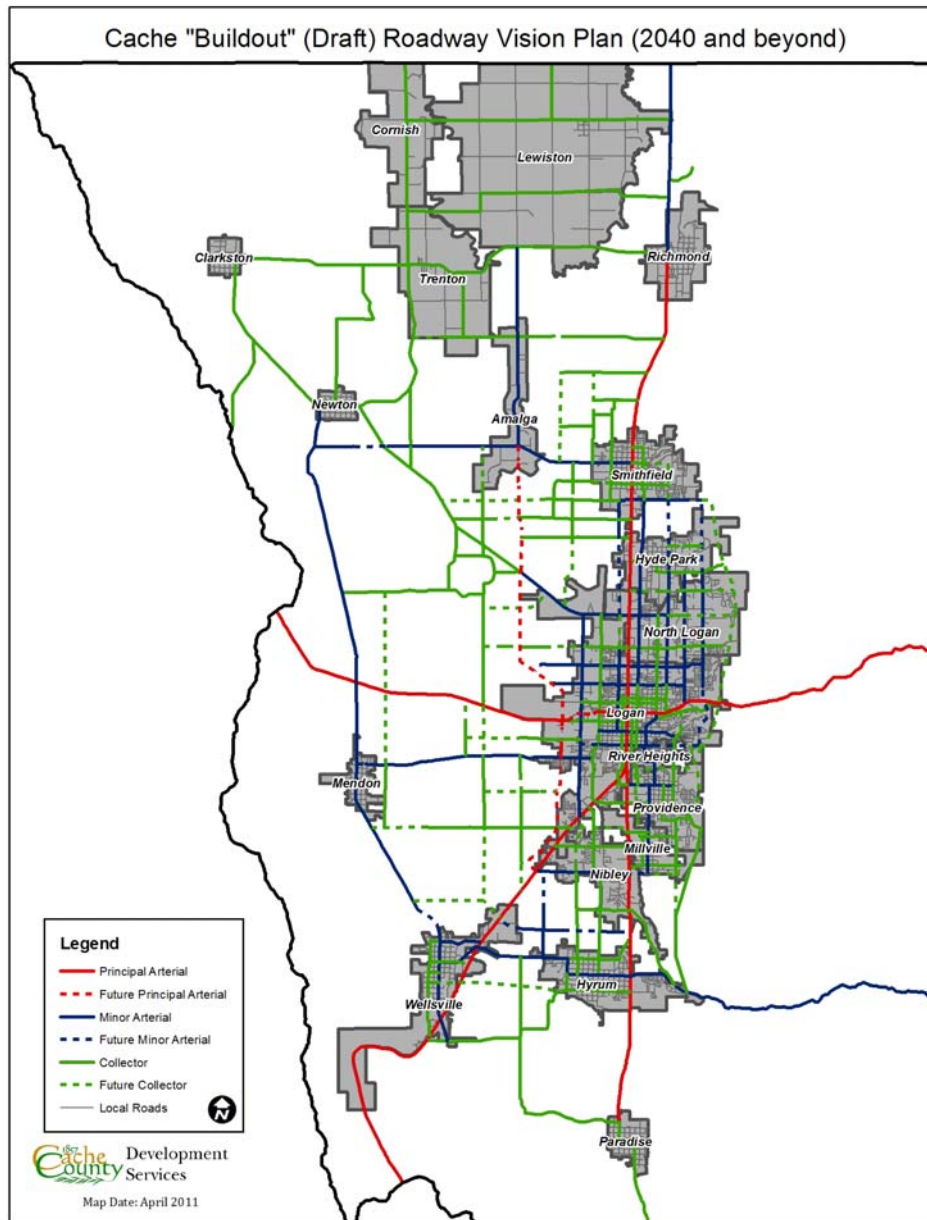 Cache "Buildout" (Draft) Roadway Vision Plan (2040 and beyond)
Cornish
Lewiston
Clarkston
Trenton
Richmond
Newton
Amalga
Smithfield
Hyde Park
North Logan
Logan
River Heights
Mendon
Providence
Millville
Nibley
Hyrum
Wellsville
Paradise
Legend
Principal Arterial
Future Principal Arterial
Minor Arterial
Future Minor Arterial
Collector
Future Collector
Local Roads
N
1857
Cache
County
Development
Services
Map Date: April 2011